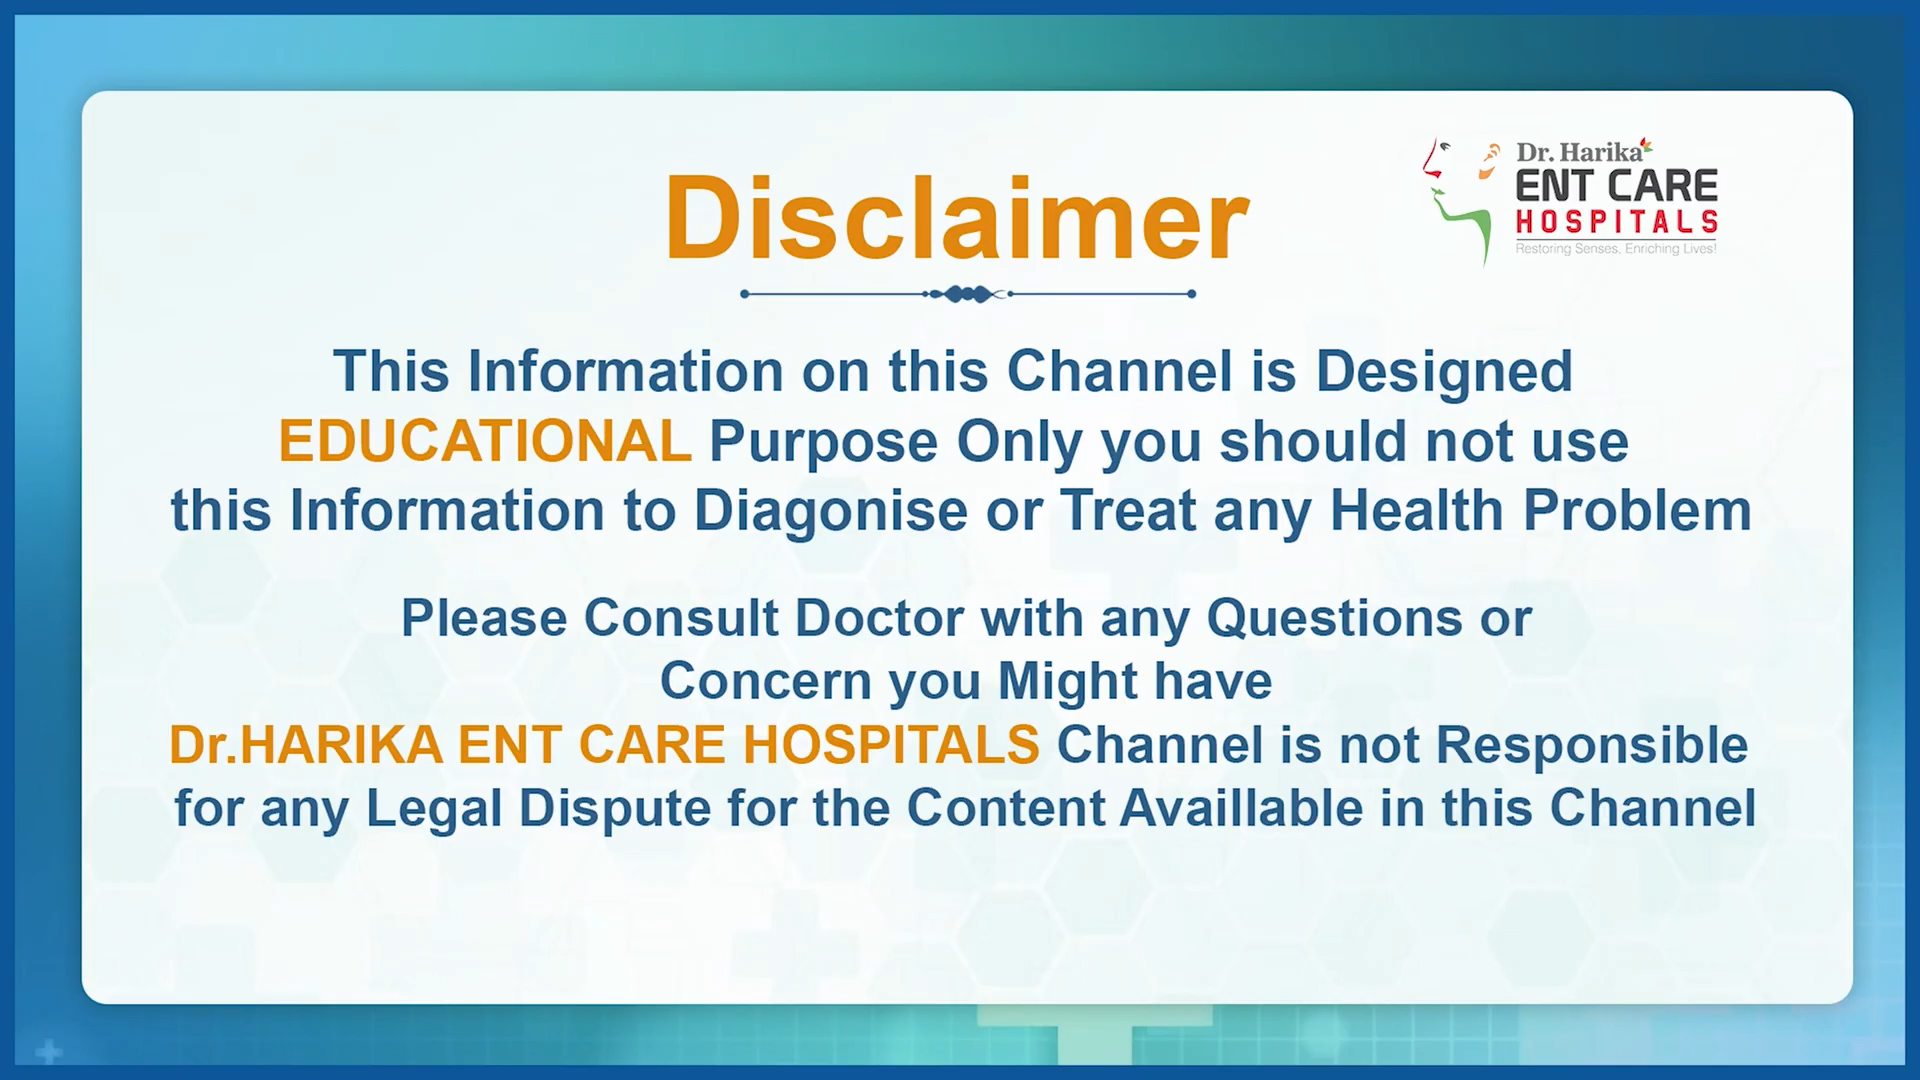 Disclaimer
Dr. Harika
ENT CARE
HOSPITALS
Restoring Senses, Enriching Lives!
This Information on this Channel is Designed
EDUCATIONAL Purpose Only you should not use
this Information to Diagonise or Treat any Health Problem
Please Consult Doctor with any Questions or
Concern you Might have
Dr.HARIKA ENT CARE HOSPITALS Channel is not Responsible
for any Legal Dispute for the Content Availlable in this Channel